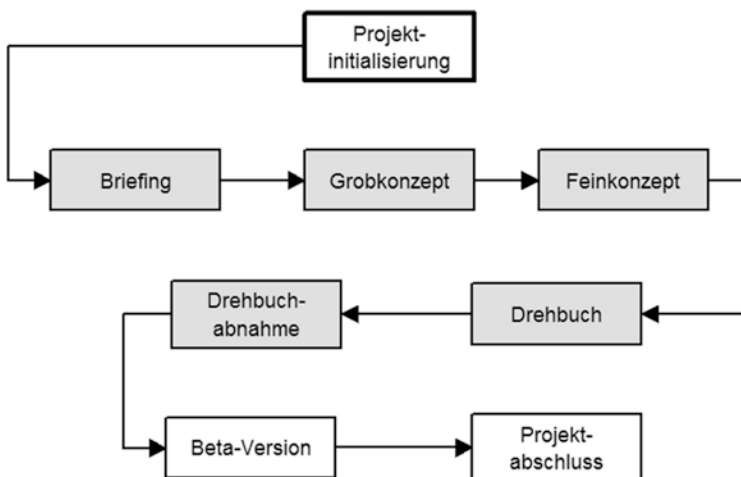 Projekt-
initialisierung
Briefing
Grobkonzept
Feinkonzept
Drehbuch-
abnahme
Drehbuch
Beta-Version
Projekt-
abschluss